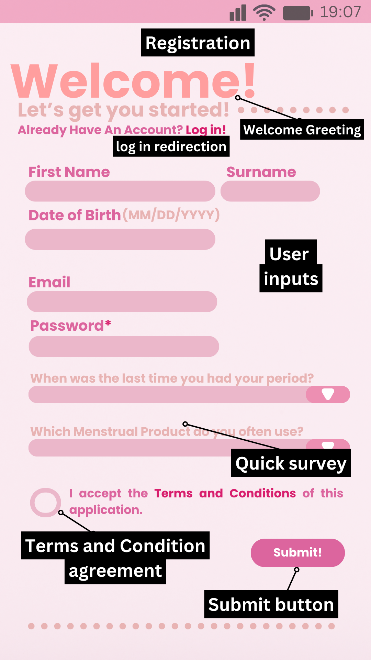 19:07
Registration
Welcome!
Let's get you started!
Welcome Greeting
Already Have An Account? Log in!
log in redirection
First Name
Surname
Date of Birth (MM/DD/YYYY)
User
inputs
Email
Password*
When was the last time you had your period?
Which Menstrual Product do you often use?
Quick survey
I accept the Terms and Conditions of this
application.
Terms and Condition
agreement
Submit!
Submit button